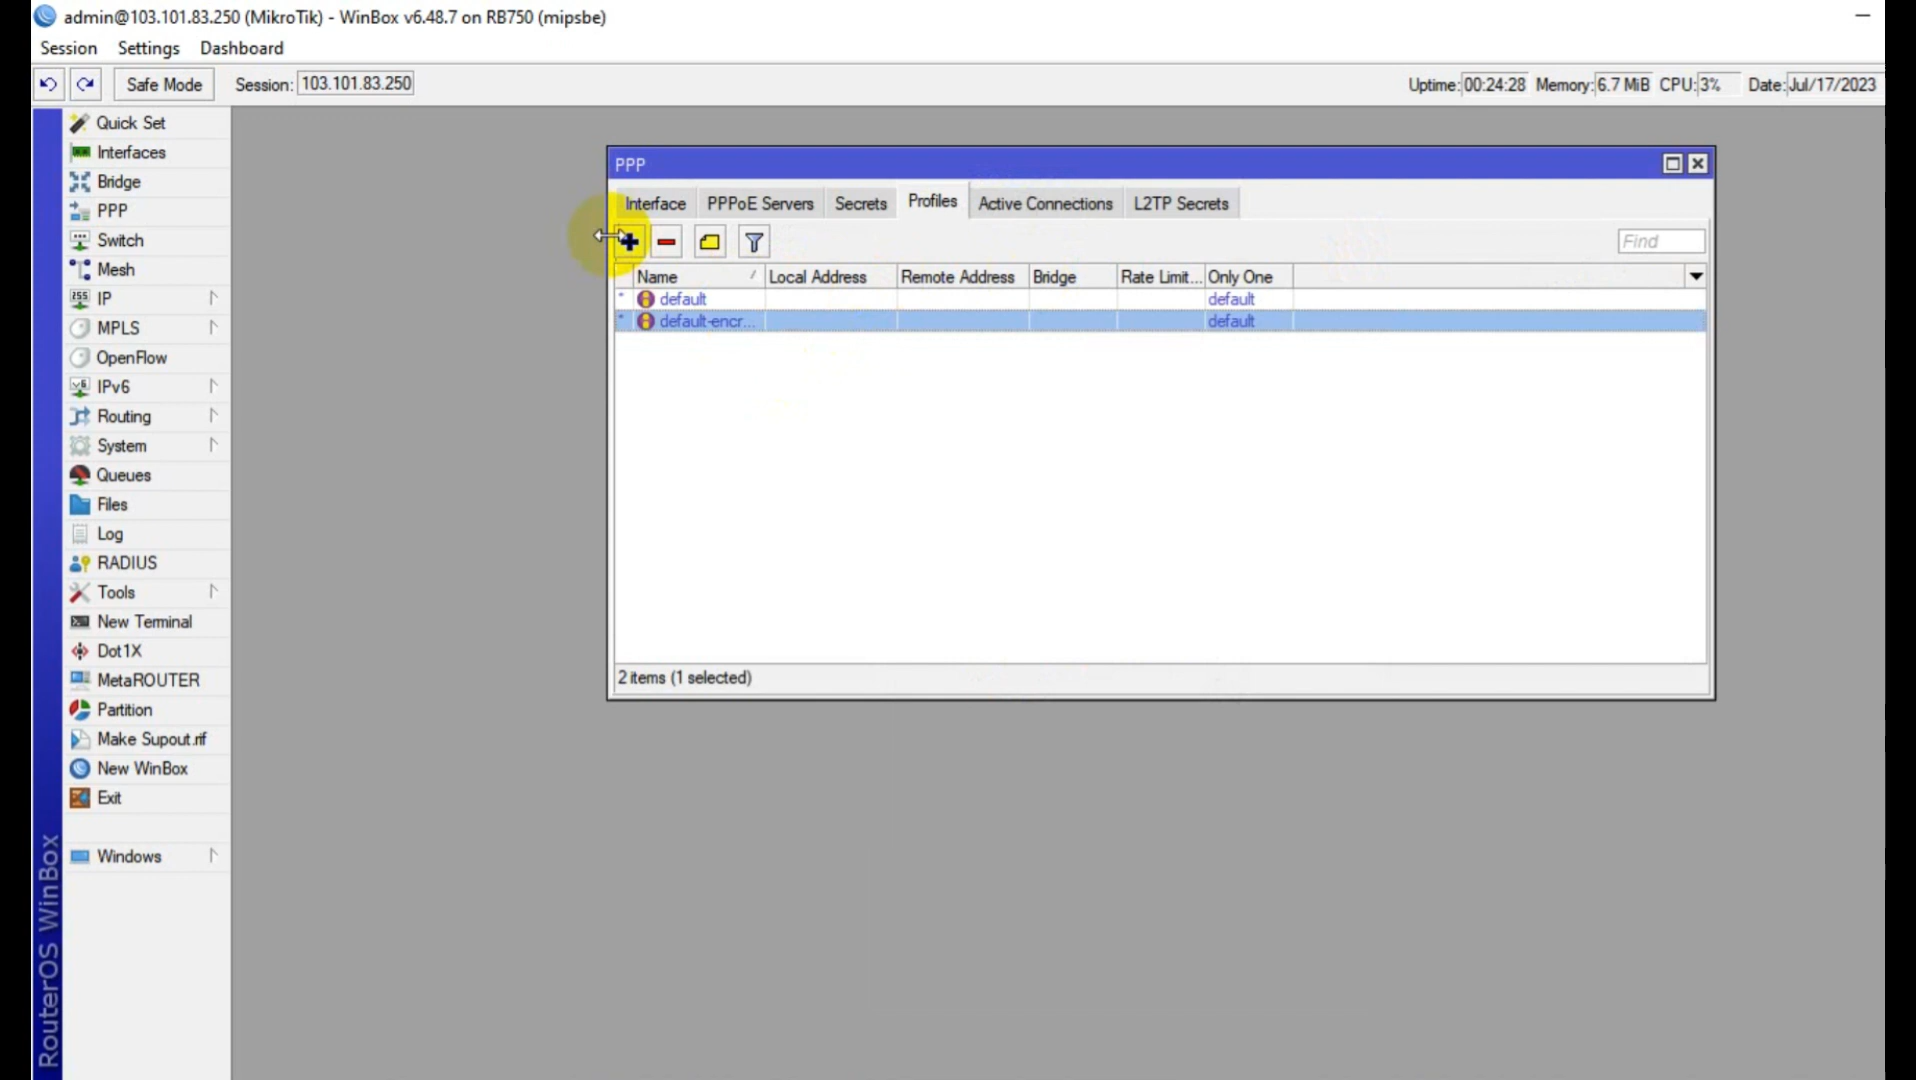 admin@103.101.83.250 (MikroTik) - WinBox v6.48.7 on RB750 (mipsbe)
Session Settings Dashboard
Safe Mode Session: 103.101.83.250 Uptime: 00:24:28 Memory: 6.7 MiB CPU: 3% Date: Jul/17/2023
Quick Set
Interfaces
Bridge
PPP
Switch
Mesh
IP
MPLS
OpenFlow
IPv6
Routing
System
Queues
Files
Log
RADIUS
Tools
New Terminal
Dot1X
MetaROUTER
Partition
Make Supout.rif
New WinBox
Exit
Windows
RouterOS WinBox
PPP
Interface PPPoE Servers Secrets Profiles Active Connections L2TP Secrets
Find
Name Local Address Remote Address Bridge Rate Limit... Only One
* default default
* default-encr... default
2 items (1 selected)